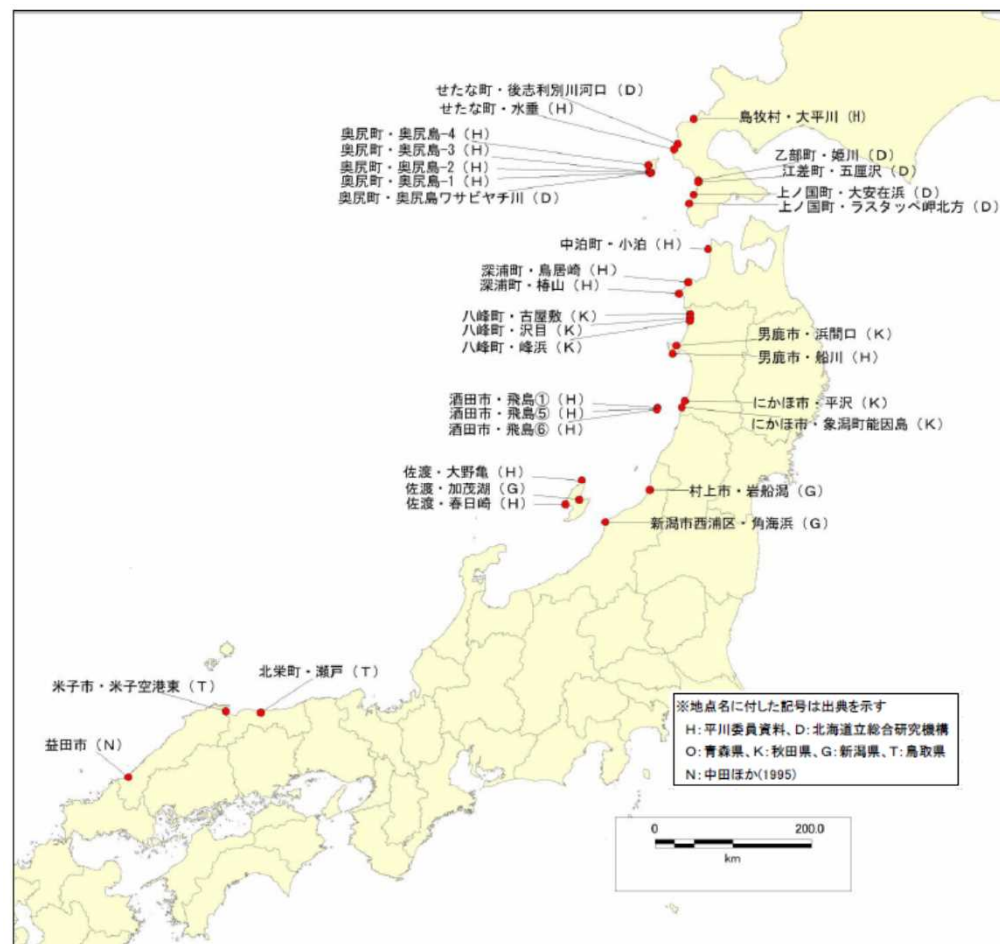 せたな町・後志利別川河口（D）
せたな町・水垂（H）
島牧村・大平川（H）
奥尻町・奥尻島-4（H）
奥尻町・奥尻島-3（H）
奥尻町・奥尻島-2（H）
奥尻町・奥尻島-1（H）
奥尻町・奥尻島ワサビヤチ川（D）
乙部町・姫川（D）
江差町・五厘沢（D）
上ノ国町・大安在浜（D）
上ノ国町・ラスタッペ岬北方（D）
中泊町・小泊（H）
深浦町・鳥居崎（H）
深浦町・椿山（H）
八峰町・古屋敷（K）
八峰町・沢目（K）
八峰町・峰浜（K）
男鹿市・浜間口（K）
男鹿市・船川（H）
酒田市・飛島①（H）
酒田市・飛島⑤（H）
酒田市・飛島⑥（H）
にかほ市・平沢（K）
にかほ市・象潟町能因島（K）
佐渡・大野亀（H）
佐渡・加茂湖（G）
佐渡・春日崎（H）
村上市・岩船潟（G）
新潟市西浦区・角海浜（G）
北栄町・瀬戸（T）
米子市・米子空港東（T）
益田市（N）
※地点名に付した記号は出典を示す
H：平川委員資料、D：北海道立総合研究機構
O：青森県、K：秋田県、G：新潟県、T：鳥取県
N：中田ほか(1995)
0 200.0
km